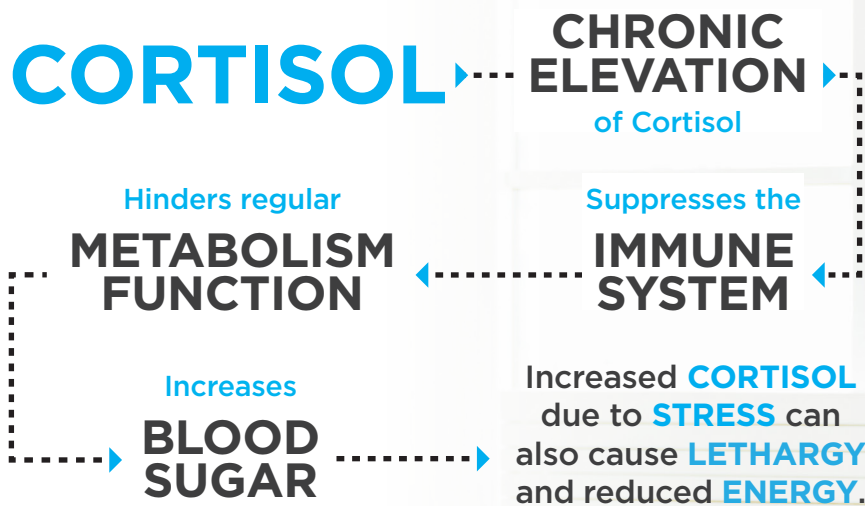 CORTISOL
CHRONIC
ELEVATION
of Cortisol
Suppresses the
IMMUNE
SYSTEM
Hinders regular
METABOLISM
FUNCTION
Increases
BLOOD
SUGAR
Increased CORTISOL
due to STRESS can
also cause LETHARGY
and reduced ENERGY.